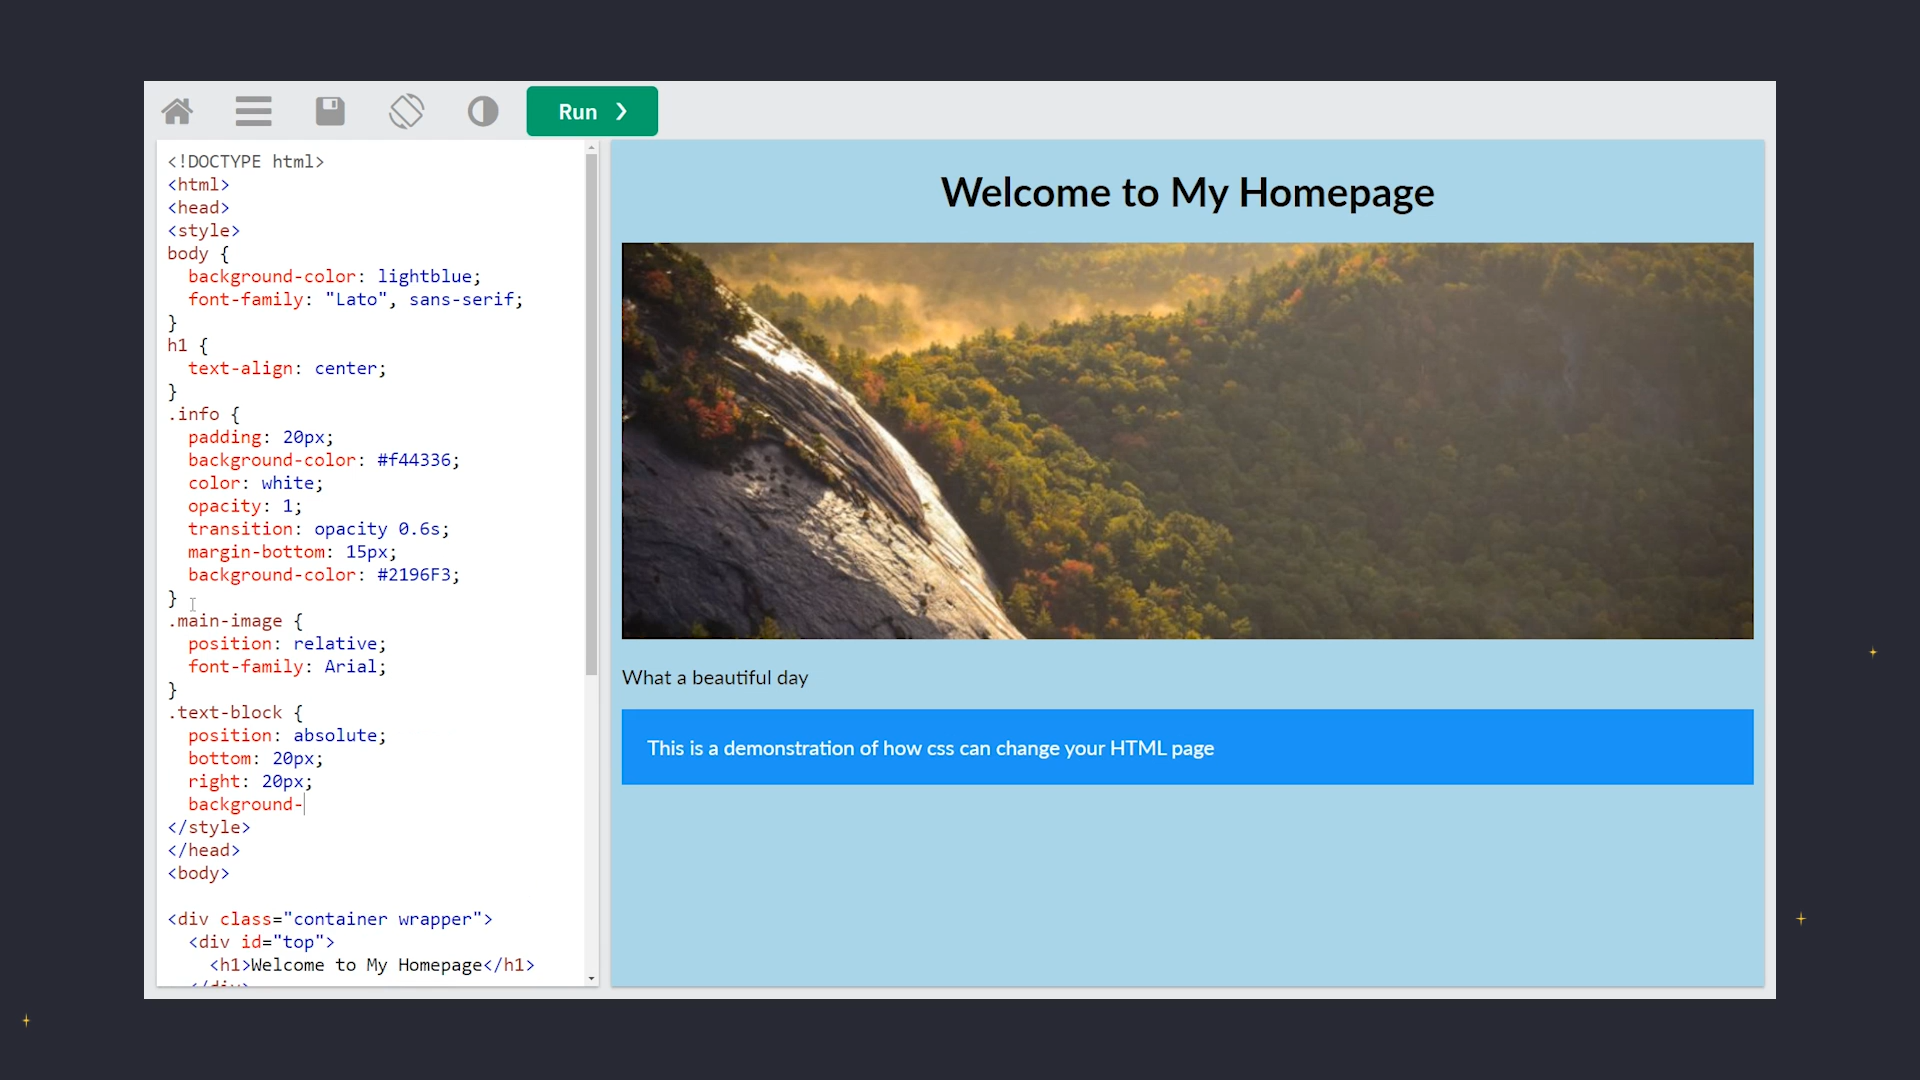 Run
<!DOCTYPE html>
<html>
<head>
<style>
body {
  background-color: lightblue;
  font-family: "Lato", sans-serif;
}
h1 {
  text-align: center;
}
.info {
  padding: 20px;
  background-color: #f44336;
  color: white;
  opacity: 1;
  transition: opacity 0.6s;
  margin-bottom: 15px;
  background-color: #2196F3;
}
.main-image {
  position: relative;
  font-family: Arial;
}
.text-block {
  position: absolute;
  bottom: 20px;
  right: 20px;
  background-
</style>
</head>
<body>
<div class="container wrapper">
  <div id="top">
    <h1>Welcome to My Homepage</h1>
  </div>
Welcome to My Homepage
What a beautiful day
This is a demonstration of how css can change your HTML page